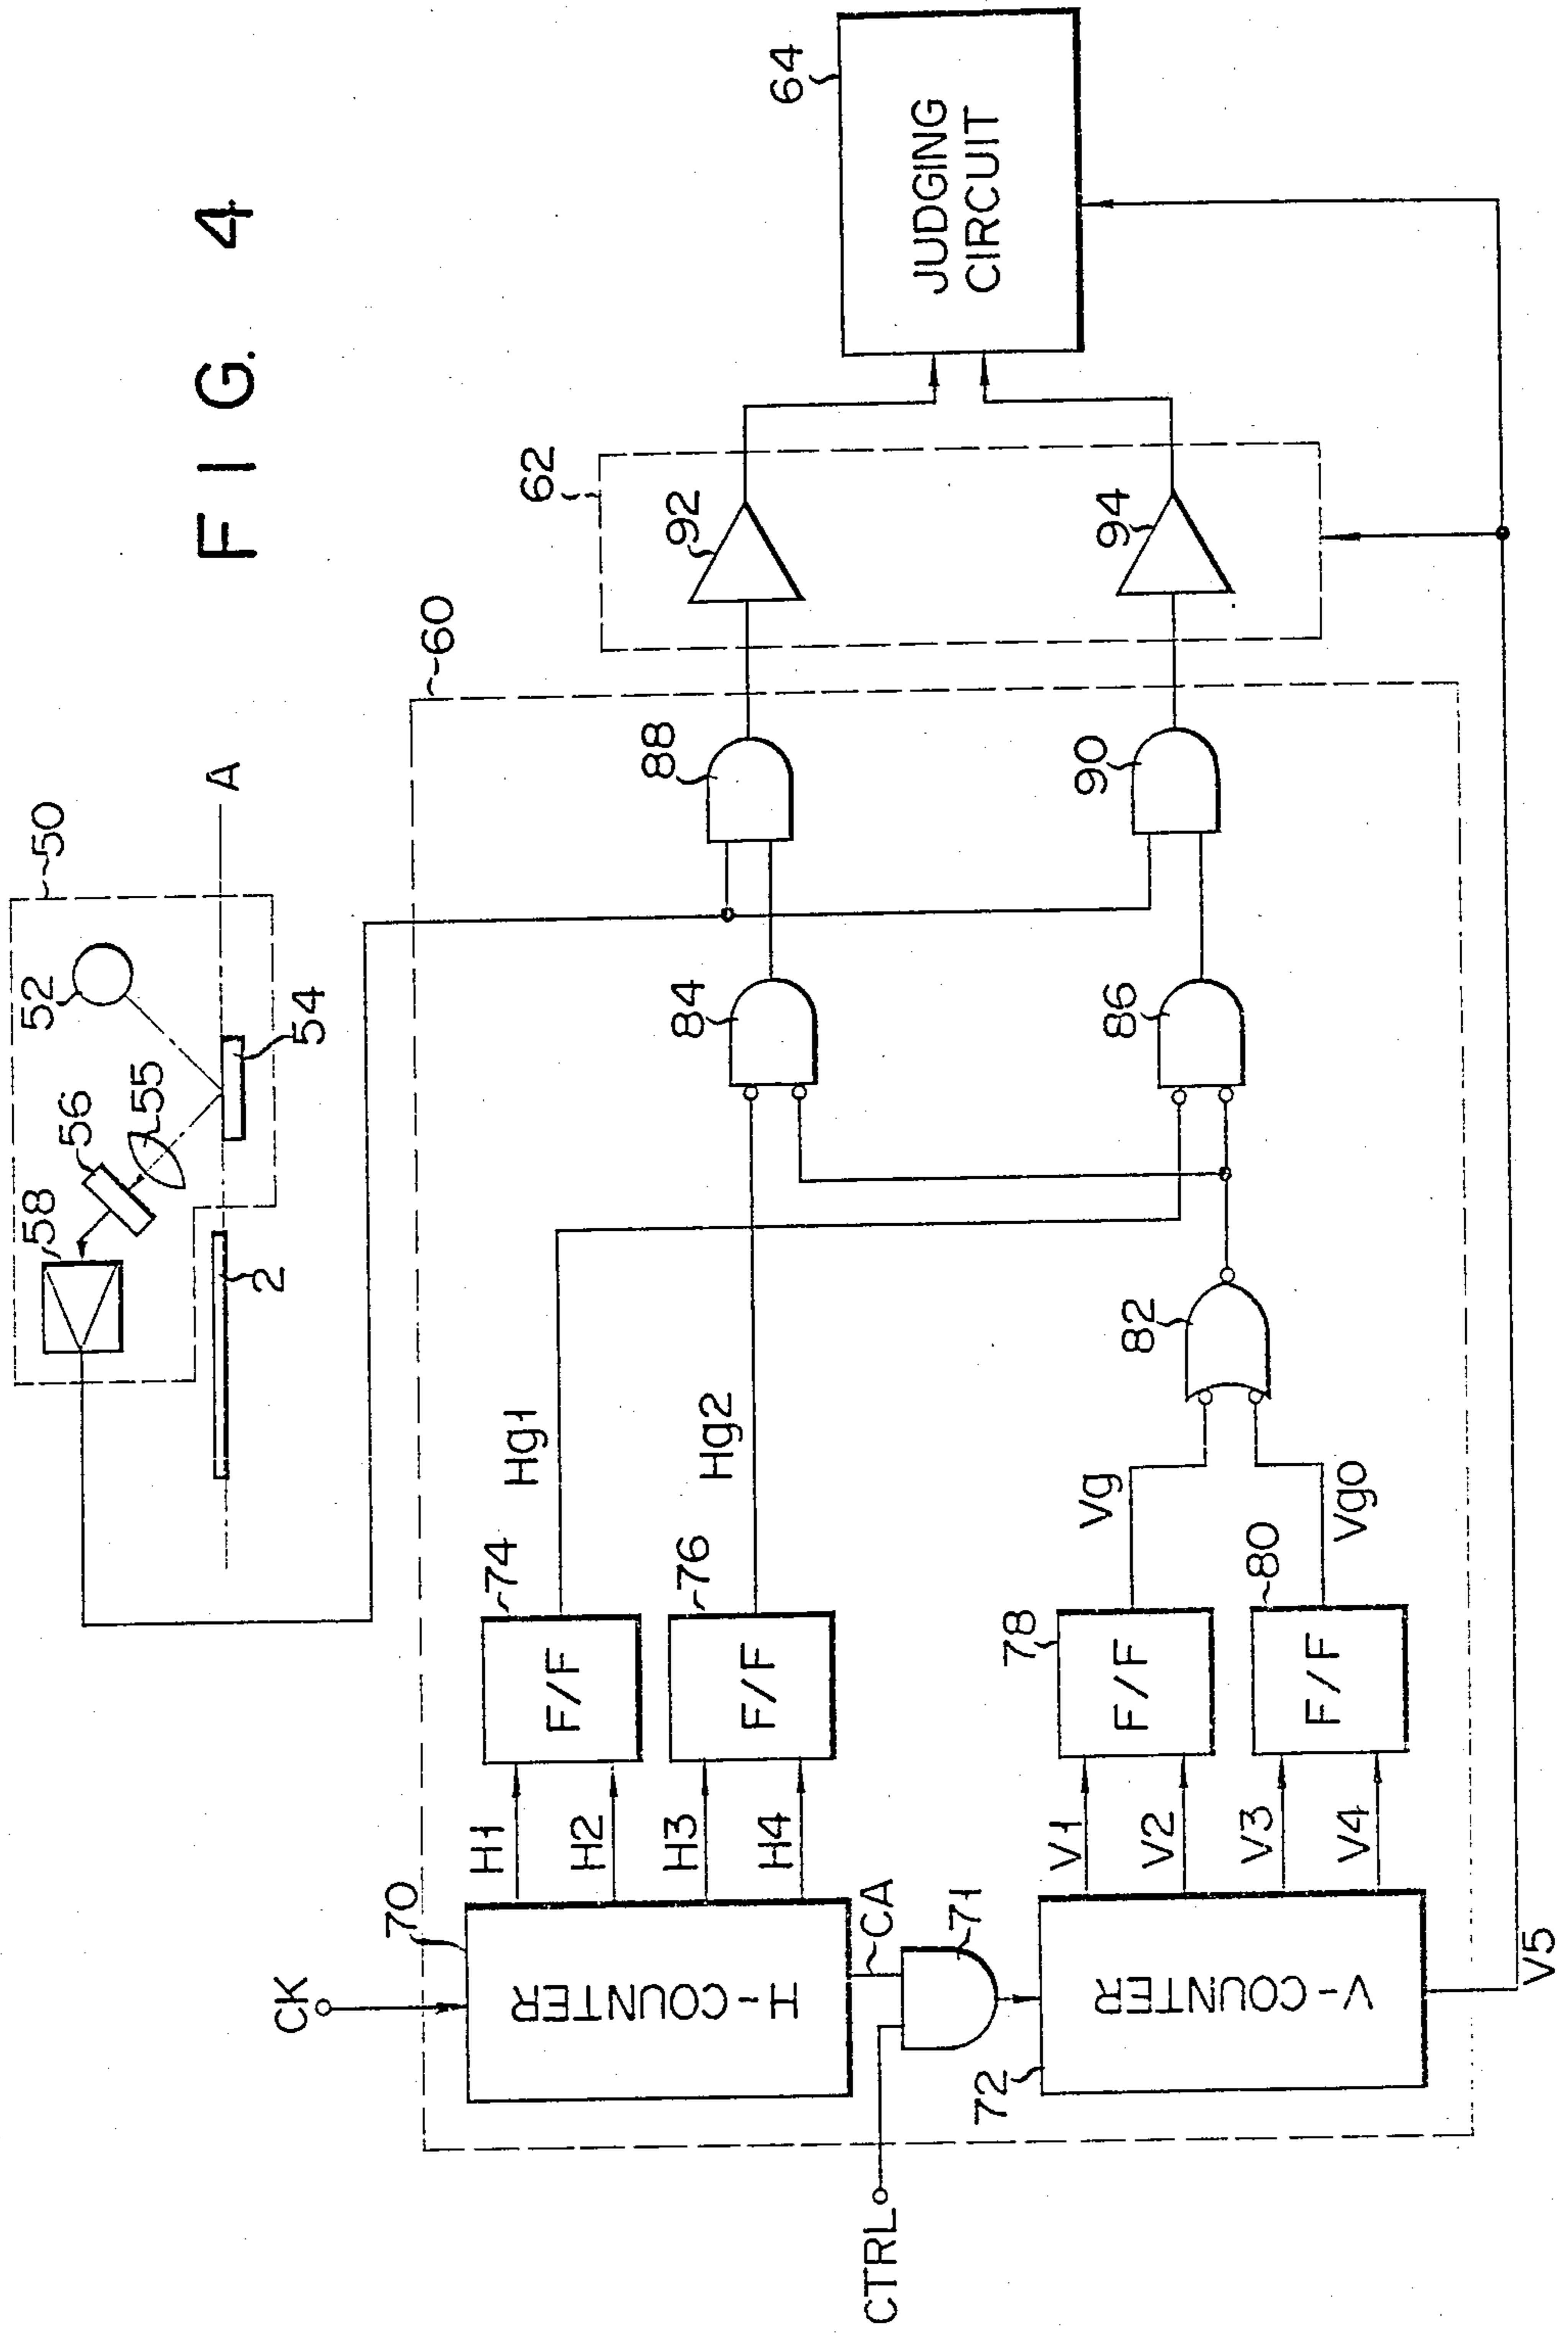 FIG. 4
50
52
58
56
55
54
A
2
60
62
64
JUDGING
CIRCUIT
CK
70
H-COUNTER
H1
H2
H3
H4
74
F/F
76
F/F
Hg1
Hg2
84
88
92
CA
71
CTRL
72
V-COUNTER
V1
V2
V3
V4
78
F/F
80
F/F
Vg
Vgo
82
86
90
94
V5